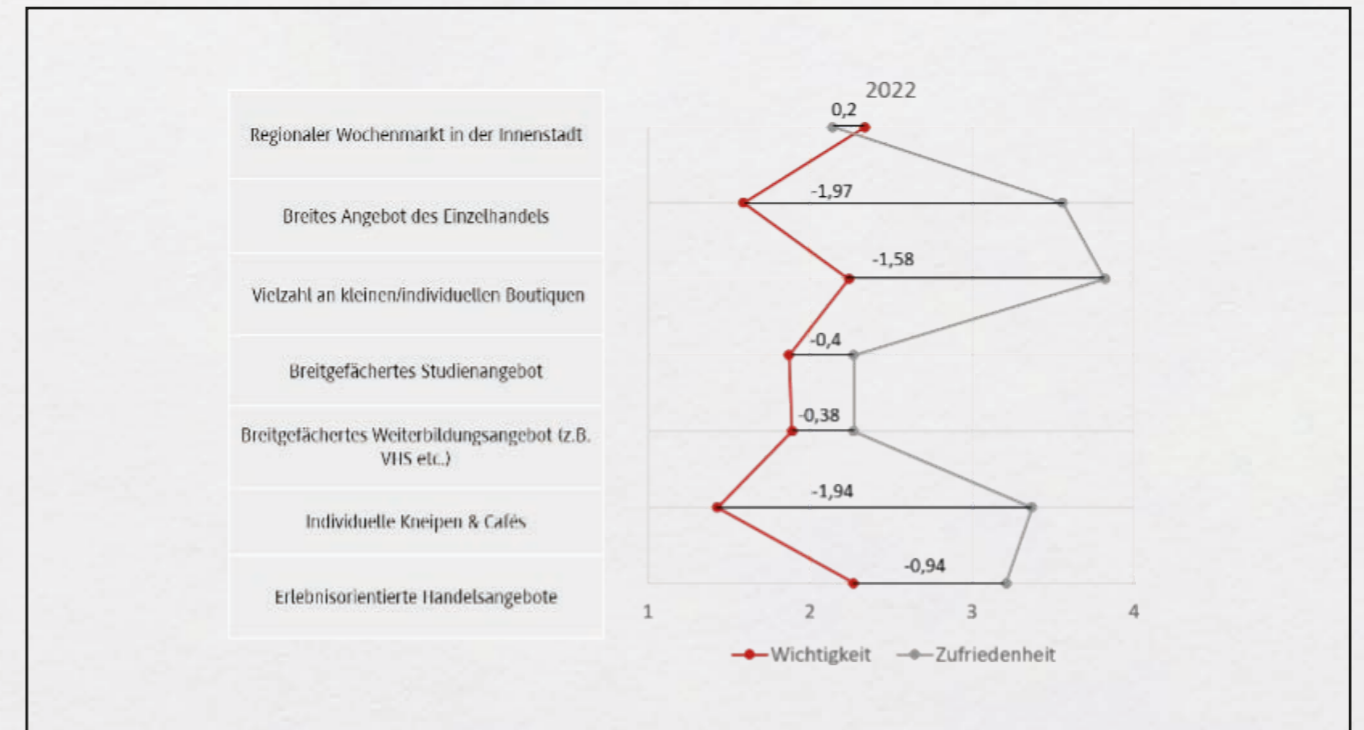 2022
Regionaler Wochenmarkt in der Innenstadt
0,2
Breites Angebot des Einzelhandels
-1,97
Vielzahl an kleinen/individuellen Boutiquen
-1,58
Breitgefächertes Studienangebot
-0,4
Breitgefächertes Weiterbildungsangebot (z.B.
VHS etc.)
-0,38
Individuelle Kneipen & Cafés
-1,94
Erlebnisorientierte Handelsangebote
-0,94
1 2 3 4
Wichtigkeit Zufriedenheit